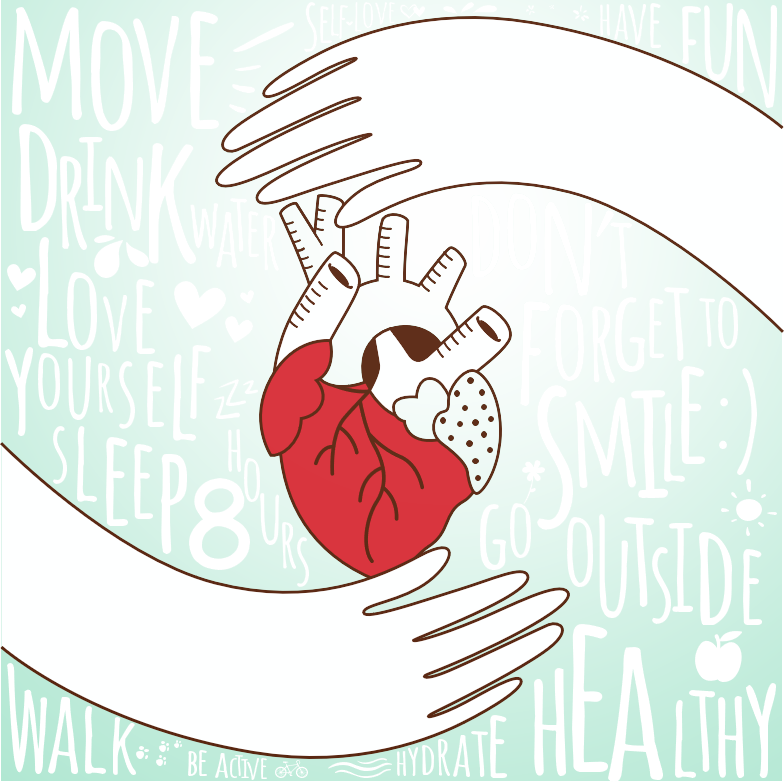 SELF-LOVE
HAVE FUN
MOVE
DRINK
WATER
DON'T
LOVE
FORGET TO
YOURSELF
SMILE :)
ZZZ
SLEEP 8 HOURS
GO OUTSIDE
HEALTHY
WALK
BE ACTIVE
HYDRATE